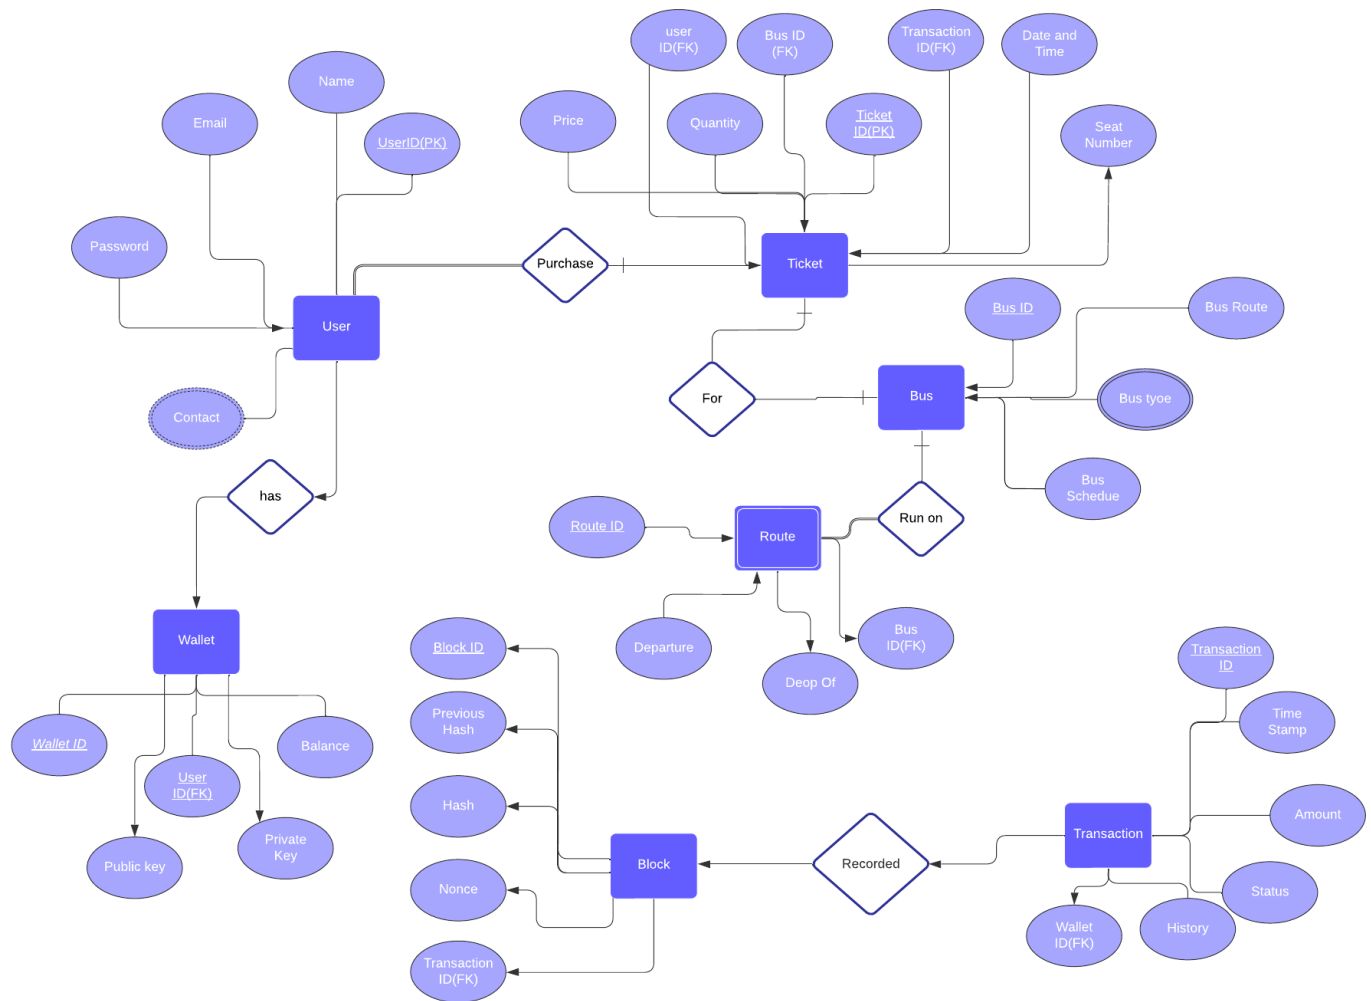 user
ID(FK)
Bus ID
(FK)
Transaction
ID(FK)
Date and
Time
Name
Email
UserID(PK)
Price
Quantity
Ticket
ID(PK)
Seat
Number
Password
Purchase
Ticket
User
Bus ID
Bus Route
Contact
For
Bus
Bus tyoe
has
Bus
Schedue
Route ID
Route
Run on
Wallet
Block ID
Departure
Deop Of
Bus
ID(FK)
Transaction
ID
Wallet ID
User
ID(FK)
Balance
Previous
Hash
Time
Stamp
Public key
Private
Key
Hash
Block
Recorded
Transaction
Amount
Nonce
Status
Transaction
ID(FK)
Wallet
ID(FK)
History